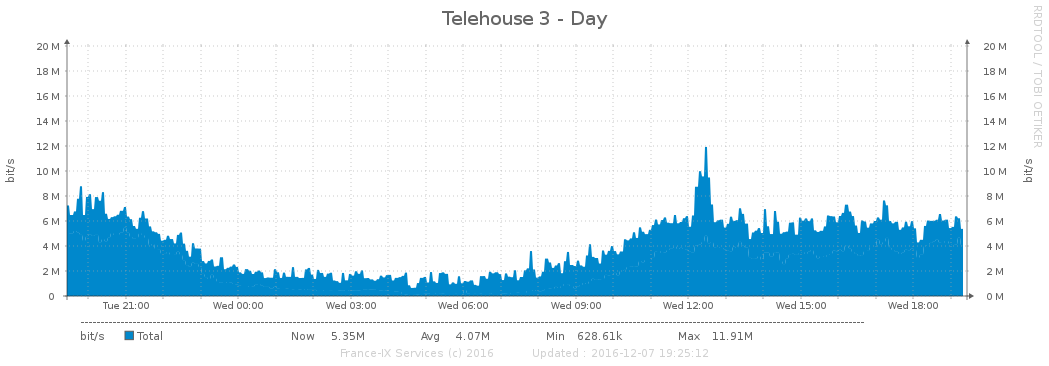 Telehouse 3 - Day
RRDTOOL / TOBI OETIKER
20 M 20 M
18 M 18 M
16 M 16 M
14 M 14 M
12 M 12 M
10 M 10 M
8 M 8 M
6 M 6 M
4 M 4 M
2 M 2 M
0 0 M
bit/s
bit/s
Tue 21:00 Wed 00:00 Wed 03:00 Wed 06:00 Wed 09:00 Wed 12:00 Wed 15:00 Wed 18:00
bit/s Total Now 5.35M Avg 4.07M Min 628.61k Max 11.91M
France-IX Services (c) 2016 Updated : 2016-12-07 19:25:12